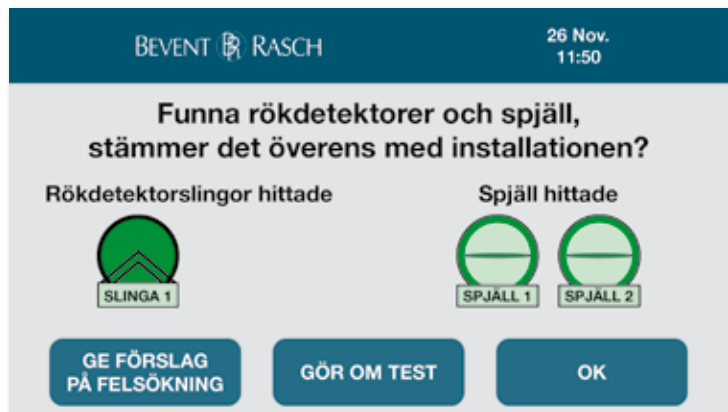 BEVENT BR RASCH
26 Nov.
11:50
Funna rökdetektorer och spjäll,
stämmer det överens med installationen?
Rökdetektorslingor hittade
Spjäll hittade
SLINGA 1
SPJÄLL 1
SPJÄLL 2
GE FÖRSLAG
PÅ FELSÖKNING
GÖR OM TEST
OK